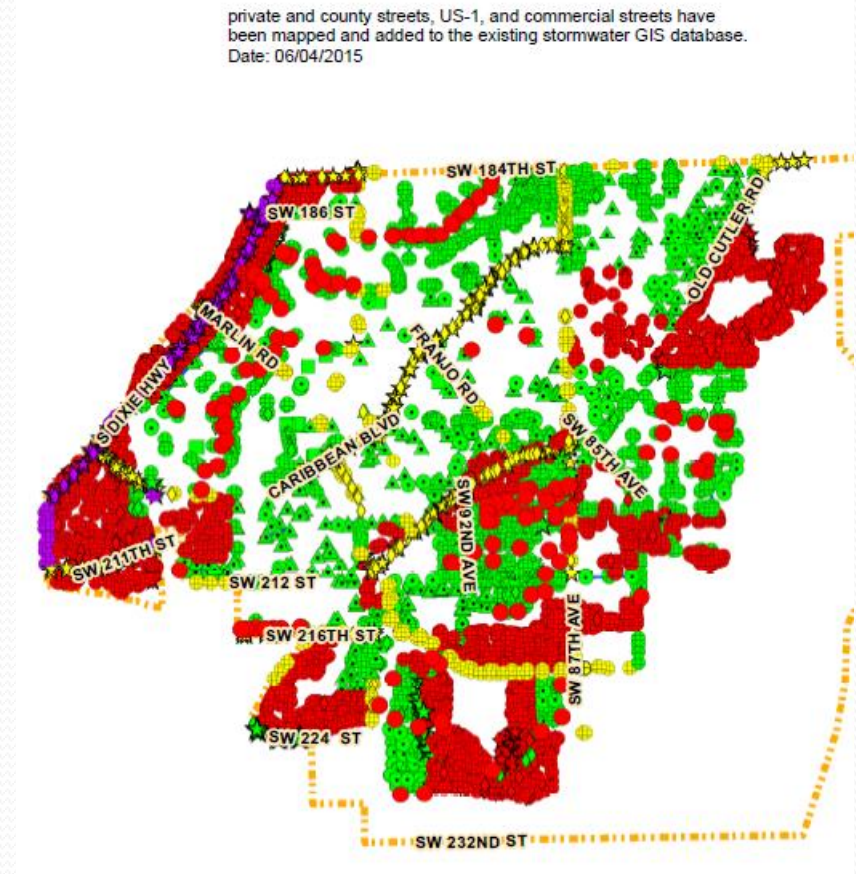 private and county streets, US-1, and commercial streets have
been mapped and added to the existing stormwater GIS database.
Date: 06/04/2015
SW 184TH ST
SW 186 ST
OLD CUTLER RD
MARLIN RD
FRANJO RD
S DIXIE HWY
CARIBBEAN BLVD
SW 85TH AVE
SW 92ND AVE
SW 211TH ST
SW 212 ST
SW 216TH ST
SW 87TH AVE
SW 224 ST
SW 232ND ST